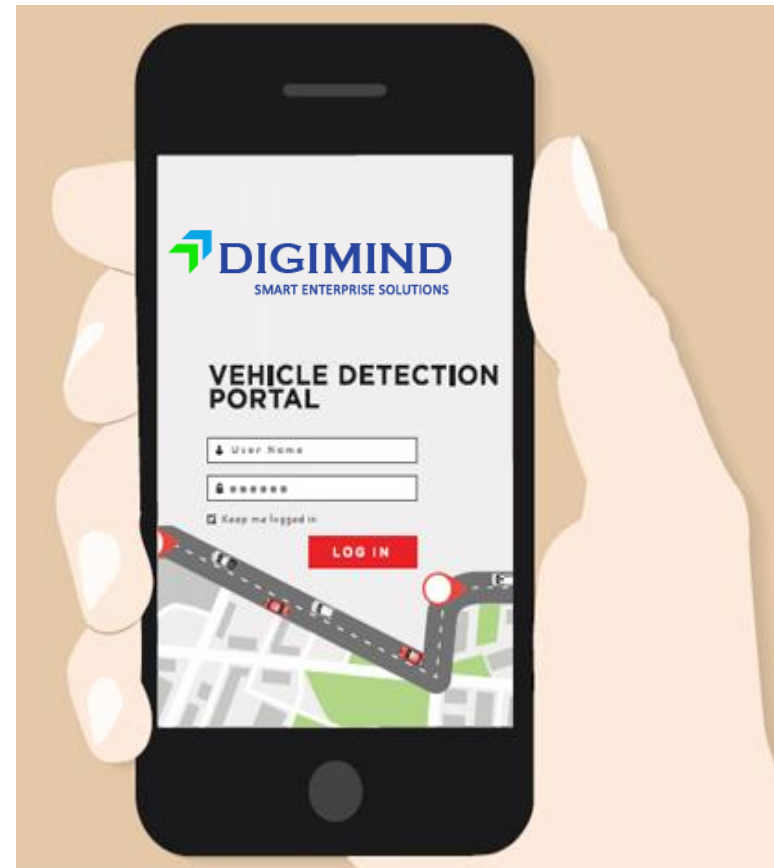 DIGIMIND
SMART ENTERPRISE SOLUTIONS
VEHICLE DETECTION
PORTAL
User Name
Keep me logged in
LOG IN